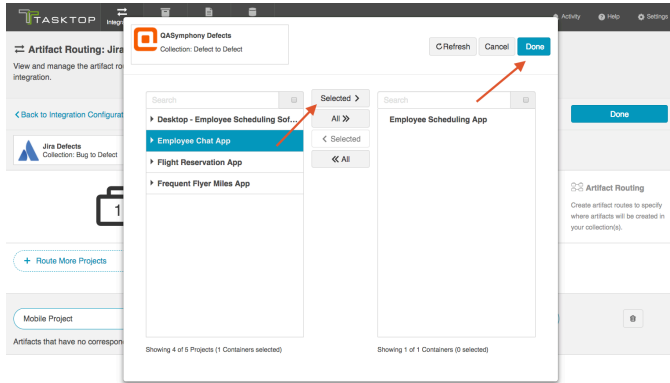 TASKTOP
Integra
Activity
Help
Settings
Artifact Routing: Jira
View and manage the artifact ro
integration.
QASymphony Defects
Collection: Defect to Defect
Refresh
Cancel
Done
<Back to Integration Configurat
Done
Jira Defects
Collection: Bug to Defect
1
Search
Selected >
Search
Desktop - Employee Scheduling Sof...
All >>
Employee Scheduling App
Employee Chat App
< Selected
Flight Reservation App
<< All
Frequent Flyer Miles App
Artifact Routing
Create artifact routes to specify
where artifacts will be created in
your collection(s).
+ Route More Projects
Mobile Project
Artifacts that have no correspon
Showing 4 of 5 Projects (1 Containers selected)
Showing 1 of 1 Containers (0 selected)